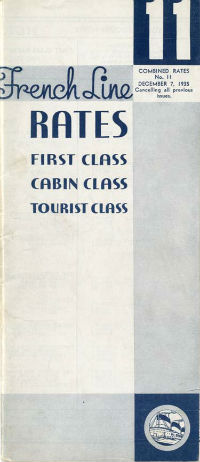 11
COMBINED RATES
No. 11
DECEMBER 7, 1935
Cancelling all previous
issues.
French Line
RATES
FIRST CLASS
CABIN CLASS
TOURIST CLASS